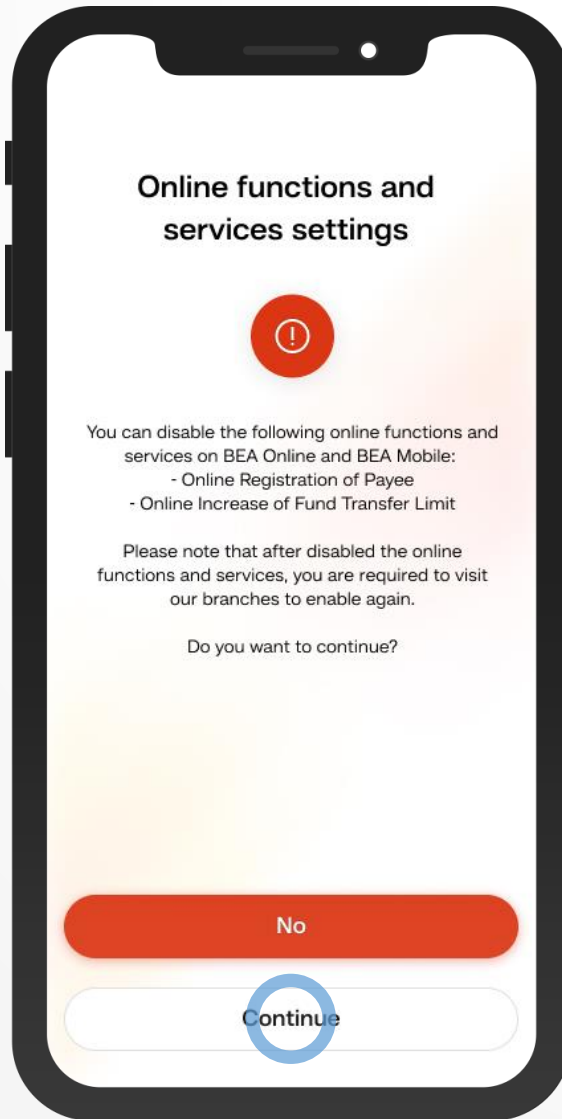 Online functions and
services settings
You can disable the following online functions and
services on BEA Online and BEA Mobile:
- Online Registration of Payee
- Online Increase of Fund Transfer Limit
Please note that after disabled the online
functions and services, you are required to visit
our branches to enable again.
Do you want to continue?
No
Continue